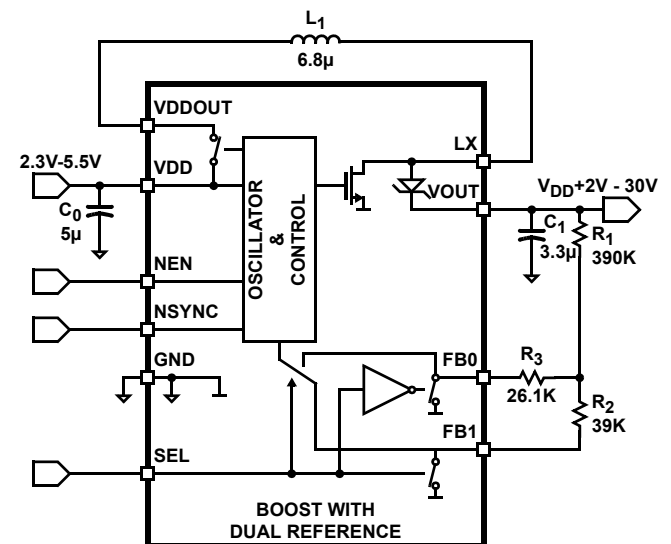 L1
6.8µ
VDDOUT
LX
2.3V-5.5V
VDD
C0
5µ
OSCILLATOR
&
CONTROL
VOUT
VDD+2V - 30V
C1
3.3µ
R1
390K
NEN
NSYNC
GND
FB0
R3
26.1K
R2
39K
FB1
SEL
BOOST WITH
DUAL REFERENCE